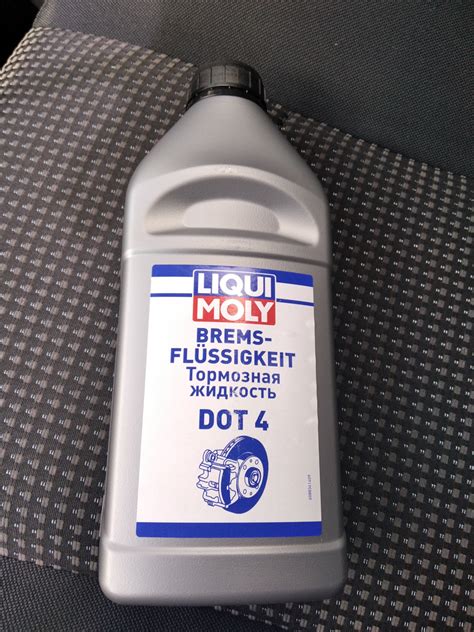 LIQUI
MOLY
BREMS-
FLÜSSIGKEIT
Тормозная
жидкость
DOT 4